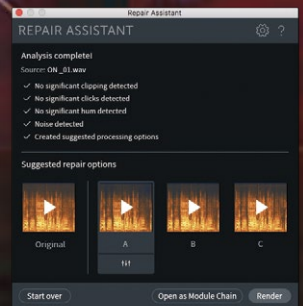 Repair Assistant
REPAIR ASSISTANT
?
Analysis complete!
Source: ON _01.wav
✓ No significant clipping detected
✓ No significant clicks detected
✓ No significant hum detected
✓ Noise detected
✓ Created suggested processing options
Suggested repair options
Original A B C
Start over Open as Module Chain Render